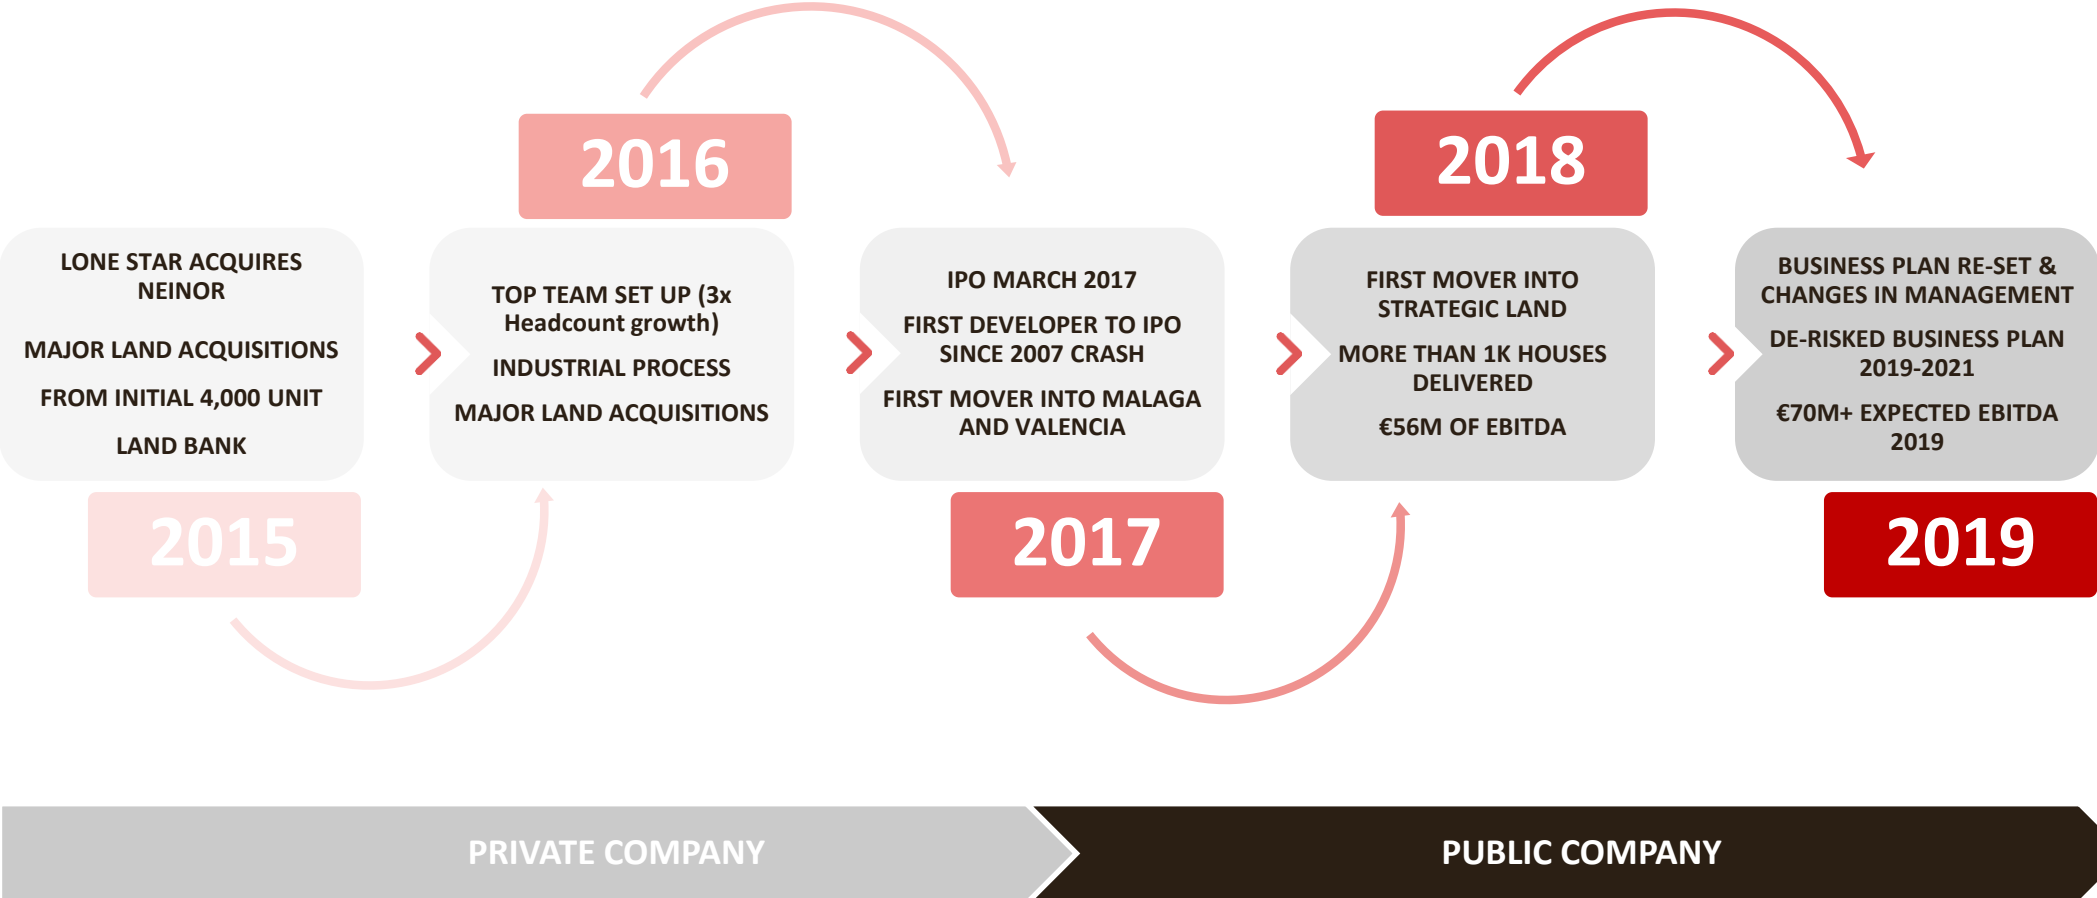 2015
LONE STAR ACQUIRES
NEINOR
MAJOR LAND ACQUISITIONS
FROM INITIAL 4,000 UNIT
LAND BANK
2016
TOP TEAM SET UP (3x
Headcount growth)
INDUSTRIAL PROCESS
MAJOR LAND ACQUISITIONS
2017
IPO MARCH 2017
FIRST DEVELOPER TO IPO
SINCE 2007 CRASH
FIRST MOVER INTO MALAGA
AND VALENCIA
2018
FIRST MOVER INTO
STRATEGIC LAND
MORE THAN 1K HOUSES
DELIVERED
€56M OF EBITDA
2019
BUSINESS PLAN RE-SET &
CHANGES IN MANAGEMENT
DE-RISKED BUSINESS PLAN
2019-2021
€70M+ EXPECTED EBITDA
2019
PRIVATE COMPANY
PUBLIC COMPANY